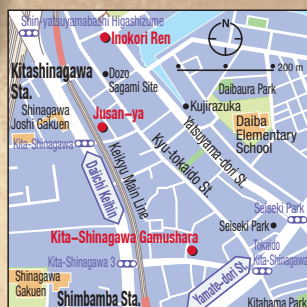 Shin-yatsuyamabashi Higashizume
N
Inokori Ren
Kitashinagawa
Sta.
Dozo
Sagami Site
200 m
Daibaura Park
Kujirazuka
Shinagawa
Joshi Gakuen
Jusan-ya
Daiba
Elementary
School
Yatsuyama-dori St.
Kita-Shinagawa
Kyu-tokaido St.
Keikyu Main Line
Daiichi Keihin
Seiseki Park
Seiseki Park
Kita-Shinagawa Gamushara
Tokaido
Kita-Shinagawa
Kita-Shinagawa 3
Yamate-dori St.
Shinagawa
Gakuen
Shimbamba Sta.
Kitahama Park